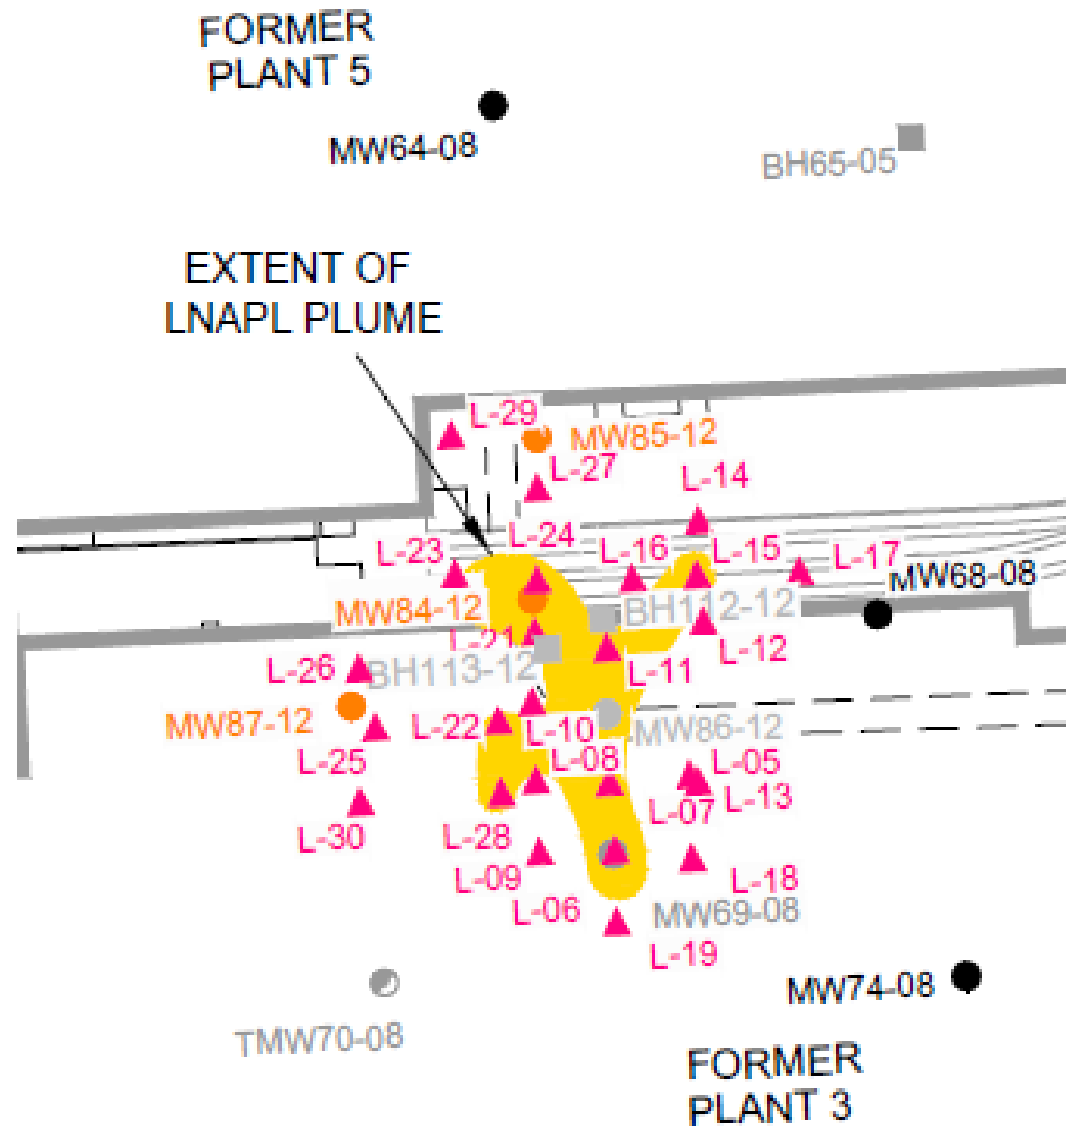 FORMER
PLANT 5
MW64-08
BH65-05
EXTENT OF
LNAPL PLUME
L-29
MW85-12
L-27
L-14
L-24
L-23
L-16
L-15
L-17
MW68-08
MW84-12
BH112-12
L-21
L-12
L-26
BH113-12
L-11
MW87-12
L-22
L-10
MW86-12
L-25
L-08
L-05
L-13
L-07
L-30
L-28
L-09
L-18
L-06
MW69-08
L-19
MW74-08
TMW70-08
FORMER
PLANT 3